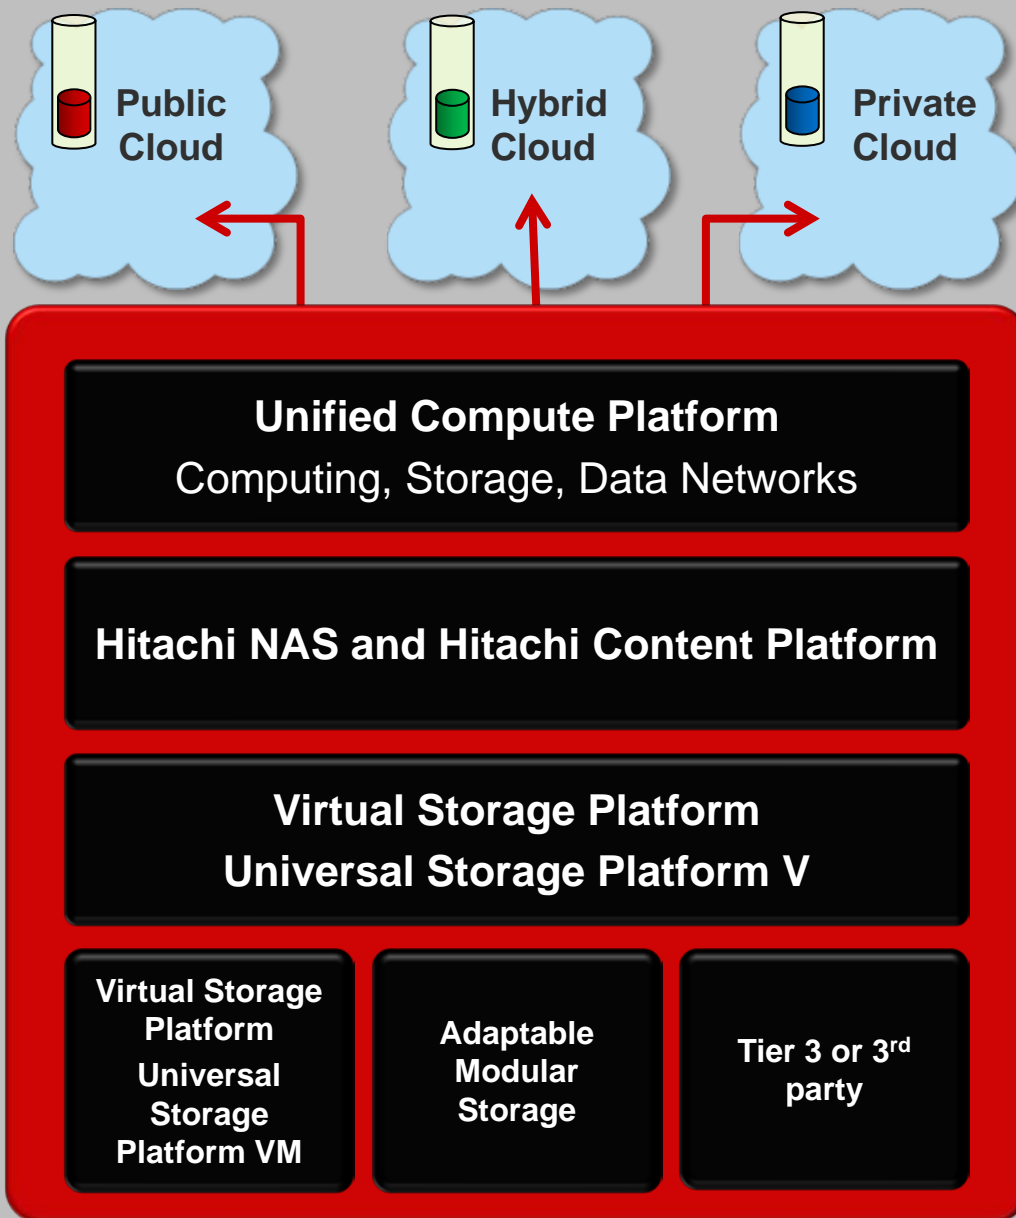 Public
Cloud
Hybrid
Cloud
Private
Cloud
Unified Compute Platform
Computing, Storage, Data Networks
Hitachi NAS and Hitachi Content Platform
Virtual Storage Platform
Universal Storage Platform V
Virtual Storage
Platform
Universal
Storage
Platform VM
Adaptable
Modular
Storage
Tier 3 or 3rd
party